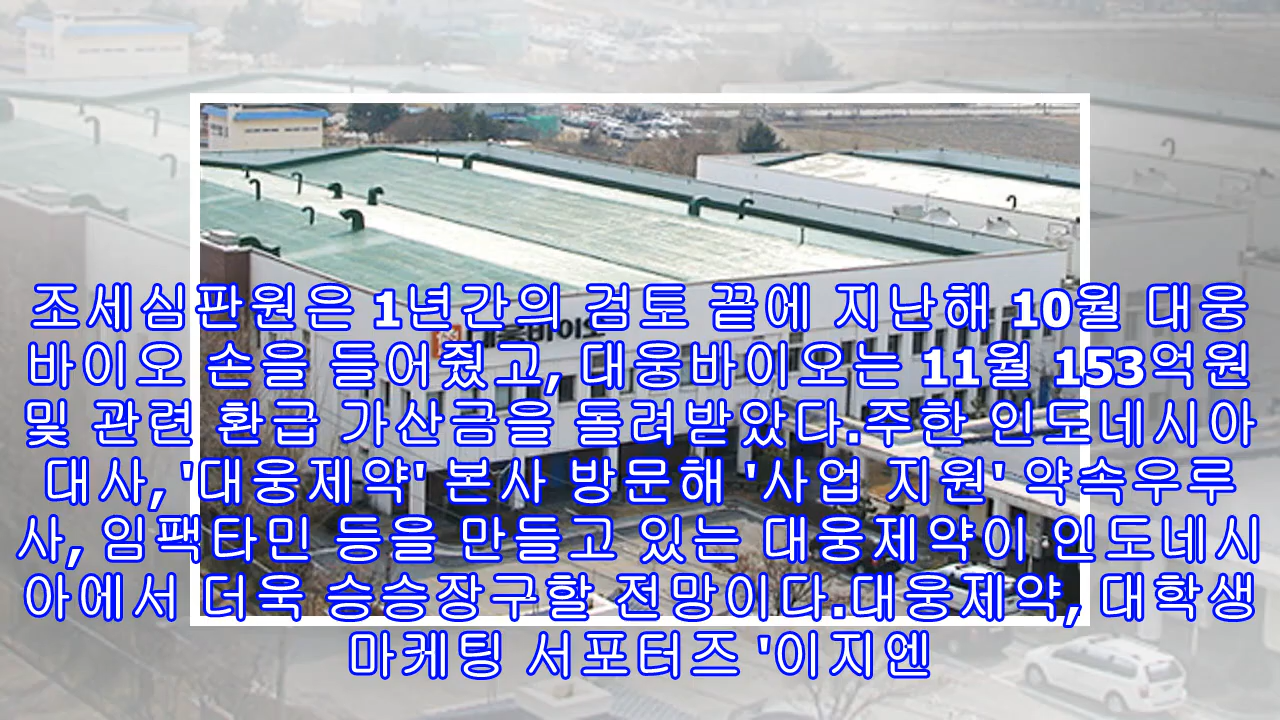 조세심판원은 1년간의 검토 끝에 지난해 10월 대웅
바이오 손을 들어줬고, 대웅바이오는 11월 153억원
및 관련 환급 가산금을 돌려받았다.주한 인도네시아
대사, '대웅제약' 본사 방문해 '사업 지원' 약속우루
사, 임팩타민 등을 만들고 있는 대웅제약이 인도네시
아에서 더욱 승승장구할 전망이다.대웅제약, 대학생
마케팅 서포터즈 '이지엔